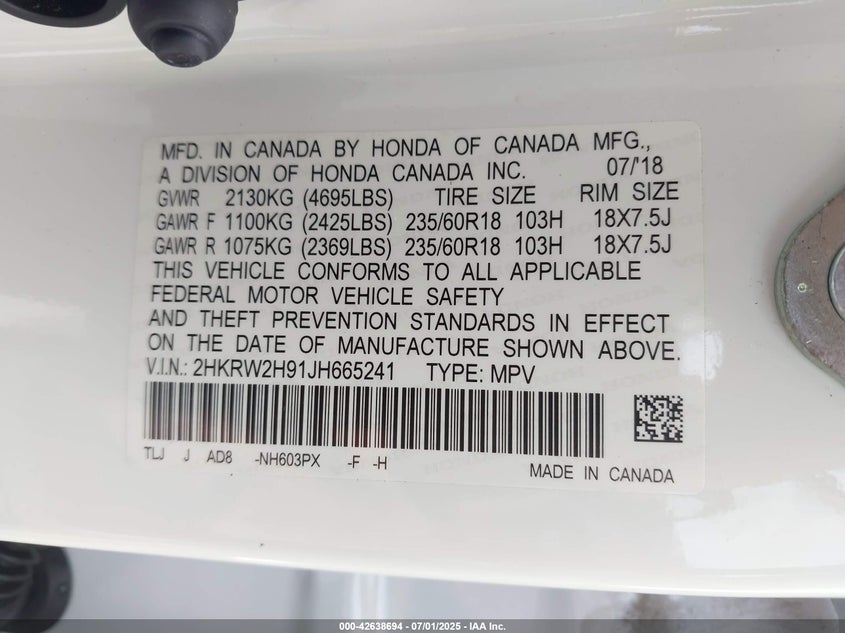 MFD. IN CANADA BY HONDA OF CANADA MFG.,
A DIVISION OF HONDA CANADA INC. 07/'18
GVWR 2130KG (4695LBS) TIRE SIZE RIM SIZE
GAWR F 1100KG (2425LBS) 235/60R18 103H 18X7.5J
GAWR R 1075KG (2369LBS) 235/60R18 103H 18X7.5J
THIS VEHICLE CONFORMS TO ALL APPLICABLE
FEDERAL MOTOR VEHICLE SAFETY
AND THEFT PREVENTION STANDARDS IN EFFECT
ON THE DATE OF MANUFACTURE SHOWN ABOVE.
V.I.N.: 2HKRW2H91JH665241 TYPE: MPV
TLJ J AD8 -NH603PX -F -H
MADE IN CANADA
000-42638694 / 07/01/2025 - IAA Inc.